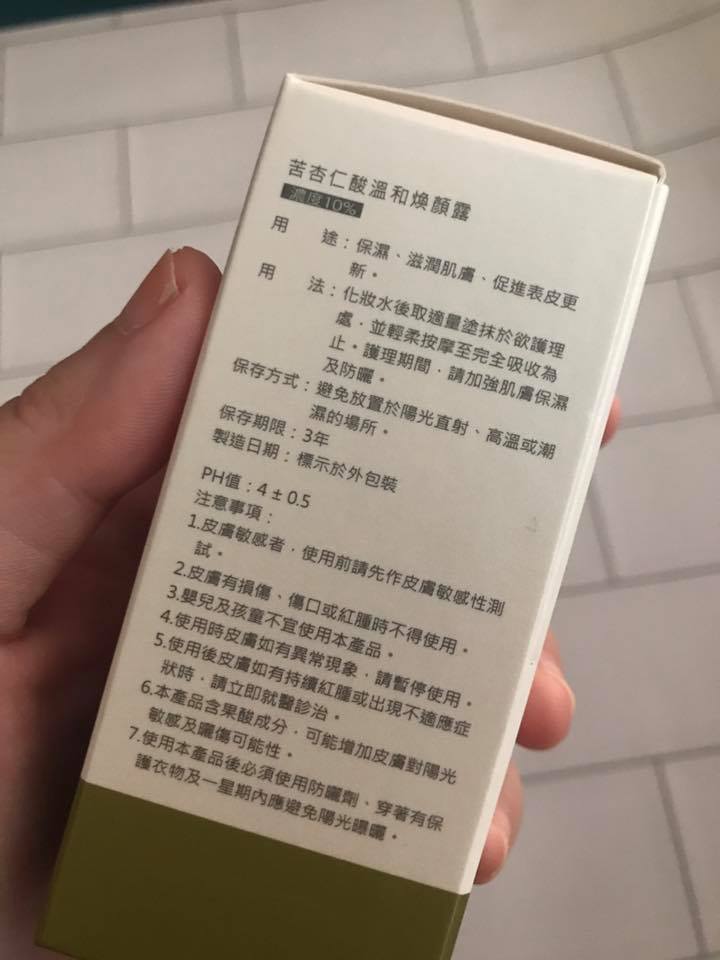 苦杏仁酸溫和煥顏露
濃度10%
用　　途：保濕、滋潤肌膚、促進表皮更
新。
用　　法：化妝水後取適量塗抹於欲護理
處，並輕柔按摩至完全吸收為
止。護理期間，請加強肌膚保濕
及防曬。
保存方式：避免放置於陽光直射、高溫或潮
濕的場所。
保存期限：3年
製造日期：標示於外包裝
PH值：4 ± 0.5
注意事項：
1.皮膚敏感者，使用前請先作皮膚敏感性測
試。
2.皮膚有損傷、傷口或紅腫時不得使用。
3.嬰兒及孩童不宜使用本產品。
4.使用時皮膚如有異常現象，請暫停使用。
5.使用後皮膚如有持續紅腫或出現不適應症
狀時，請立即就醫診治。
6.本產品含果酸成分，可能增加皮膚對陽光
敏感及曬傷可能性。
7.使用本產品後必須使用防曬劑、穿著有保
護衣物及一星期內應避免陽光曝曬。